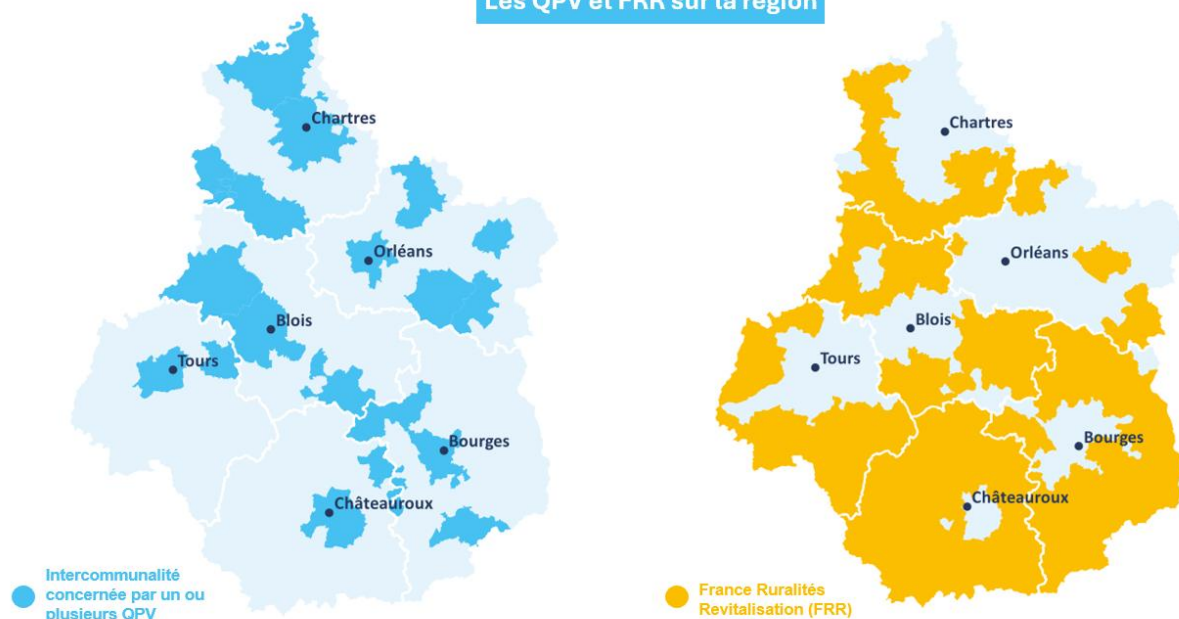 Les QPV et FRR sur la région
Chartres
Orléans
Blois
Tours
Bourges
Châteauroux
Intercommunalité
concernée par un ou
plusieurs QPV
Chartres
Orléans
Blois
Tours
Bourges
Châteauroux
France Ruralités
Revitalisation (FRR)